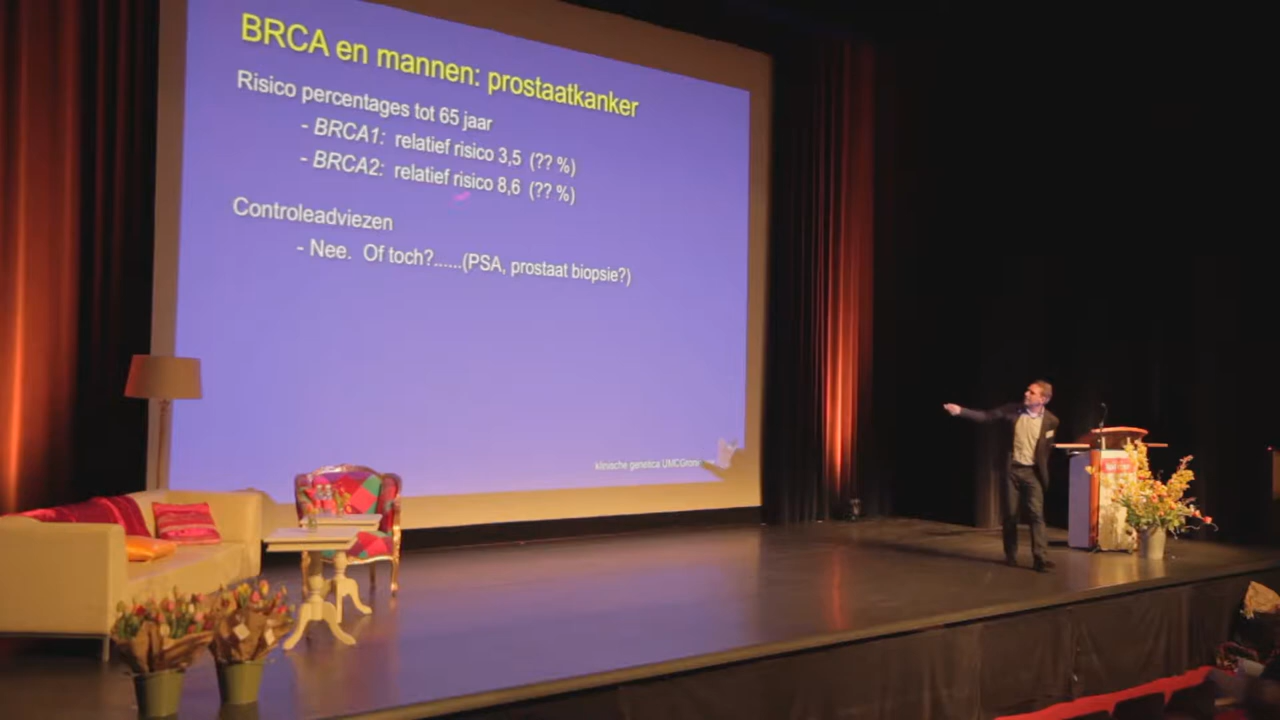 BRCA en mannen: prostaatkanker
Risico percentages tot 65 jaar
- BRCA1: relatief risico 3,5 (?? %)
- BRCA2: relatief risico 8,6 (?? %)
Controleadviezen
- Nee. Of toch?......(PSA, prostaat biopsie?)
klinische genetica